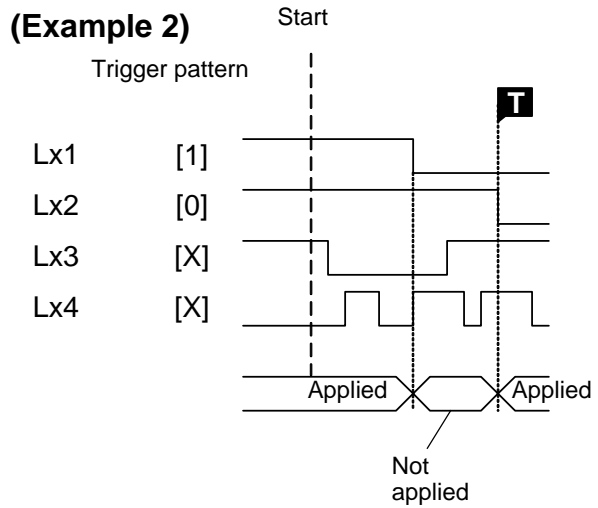 (Example 2)
Start
Trigger pattern
T
Lx1 [1]
Lx2 [0]
Lx3 [X]
Lx4 [X]
Applied Applied
Not
applied